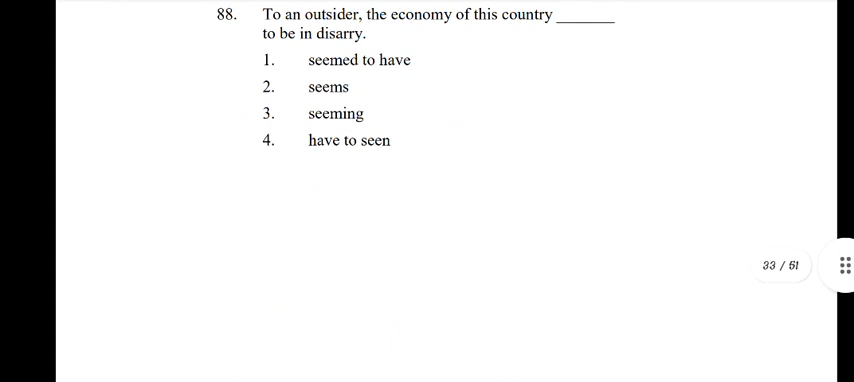 88. To an outsider, the economy of this country _______
to be in disarry.
1. seemed to have
2. seems
3. seeming
4. have to seen
33 / 51